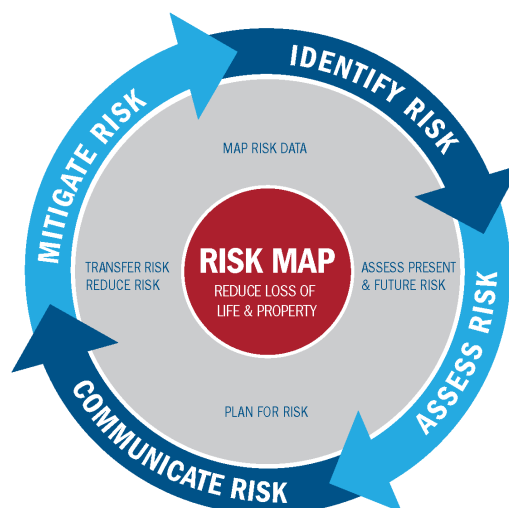 IDENTIFY RISK
MITIGATE RISK
MAP RISK DATA
RISK MAP
REDUCE LOSS OF
LIFE & PROPERTY
TRANSFER RISK
REDUCE RISK
ASSESS PRESENT
& FUTURE RISK
ASSESS RISK
PLAN FOR RISK
COMMUNICATE RISK